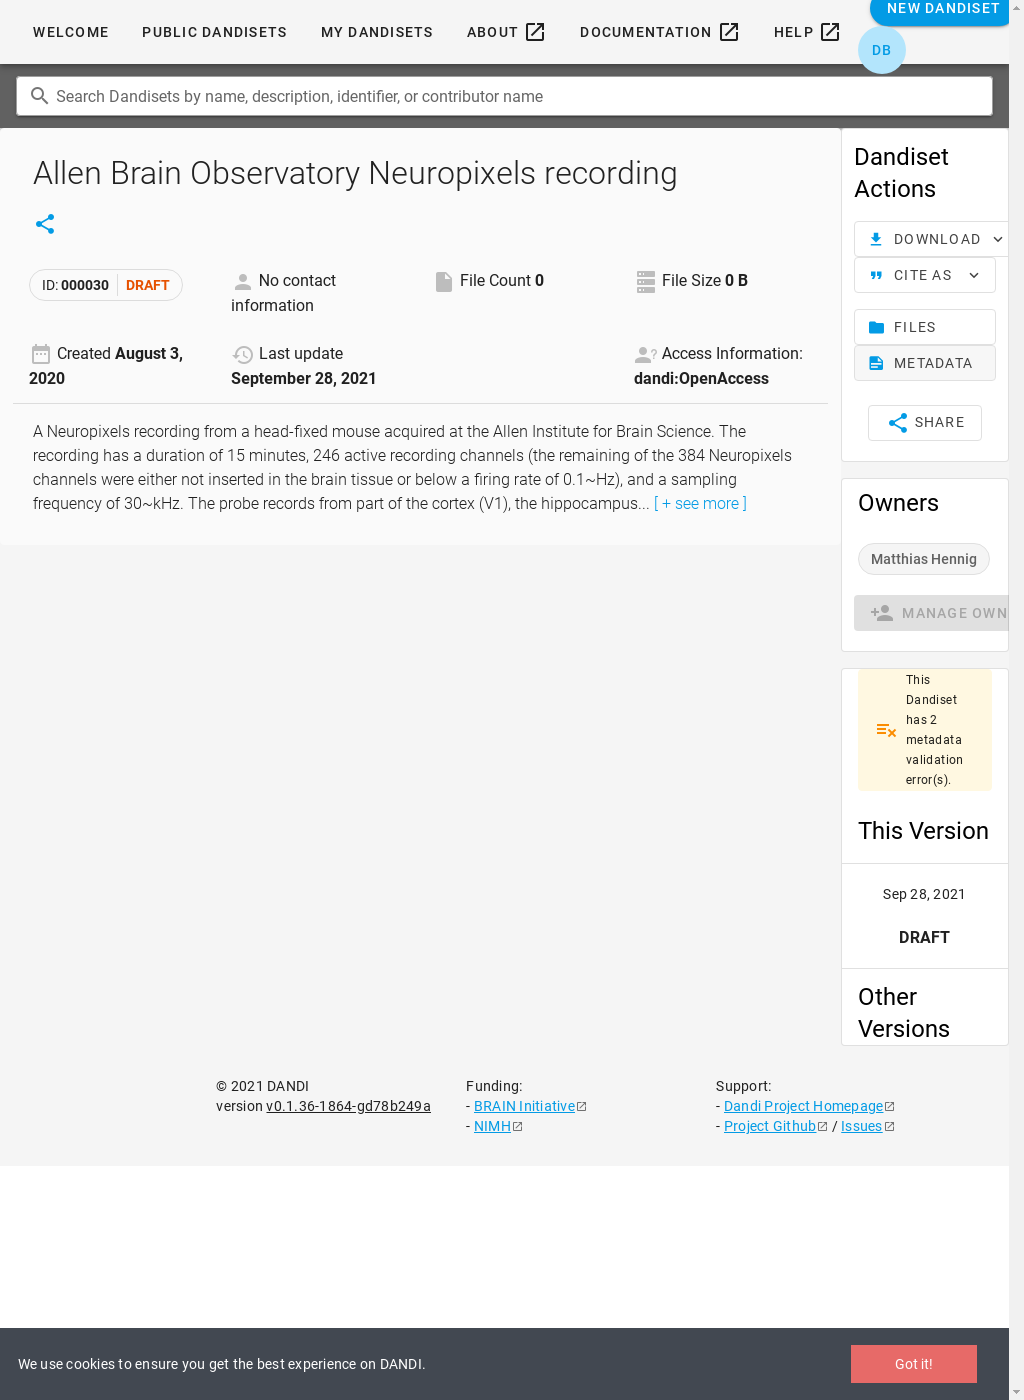 WELCOME PUBLIC DANDISETS MY DANDISETS ABOUT DOCUMENTATION HELP NEW DANDISET
DB
Search Dandisets by name, description, identifier, or contributor name
Allen Brain Observatory Neuropixels recording
ID: 000030 DRAFT
No contact
information
File Count 0
File Size 0 B
Created August 3,
2020
Last update
September 28, 2021
Access Information:
dandi:OpenAccess
A Neuropixels recording from a head-fixed mouse acquired at the Allen Institute for Brain Science. The
recording has a duration of 15 minutes, 246 active recording channels (the remaining of the 384 Neuropixels
channels were either not inserted in the brain tissue or below a firing rate of 0.1~Hz), and a sampling
frequency of 30~kHz. The probe records from part of the cortex (V1), the hippocampus... [ + see more ]
Dandiset
Actions
DOWNLOAD
CITE AS
FILES
METADATA
SHARE
Owners
Matthias Hennig
MANAGE OWN
This
Dandiset
has 2
metadata
validation
error(s).
This Version
Sep 28, 2021
DRAFT
Other
Versions
© 2021 DANDI
version v0.1.36-1864-gd78b249a
Funding:
- BRAIN Initiative
- NIMH
Support:
- Dandi Project Homepage
- Project Github / Issues
We use cookies to ensure you get the best experience on DANDI.
Got it!